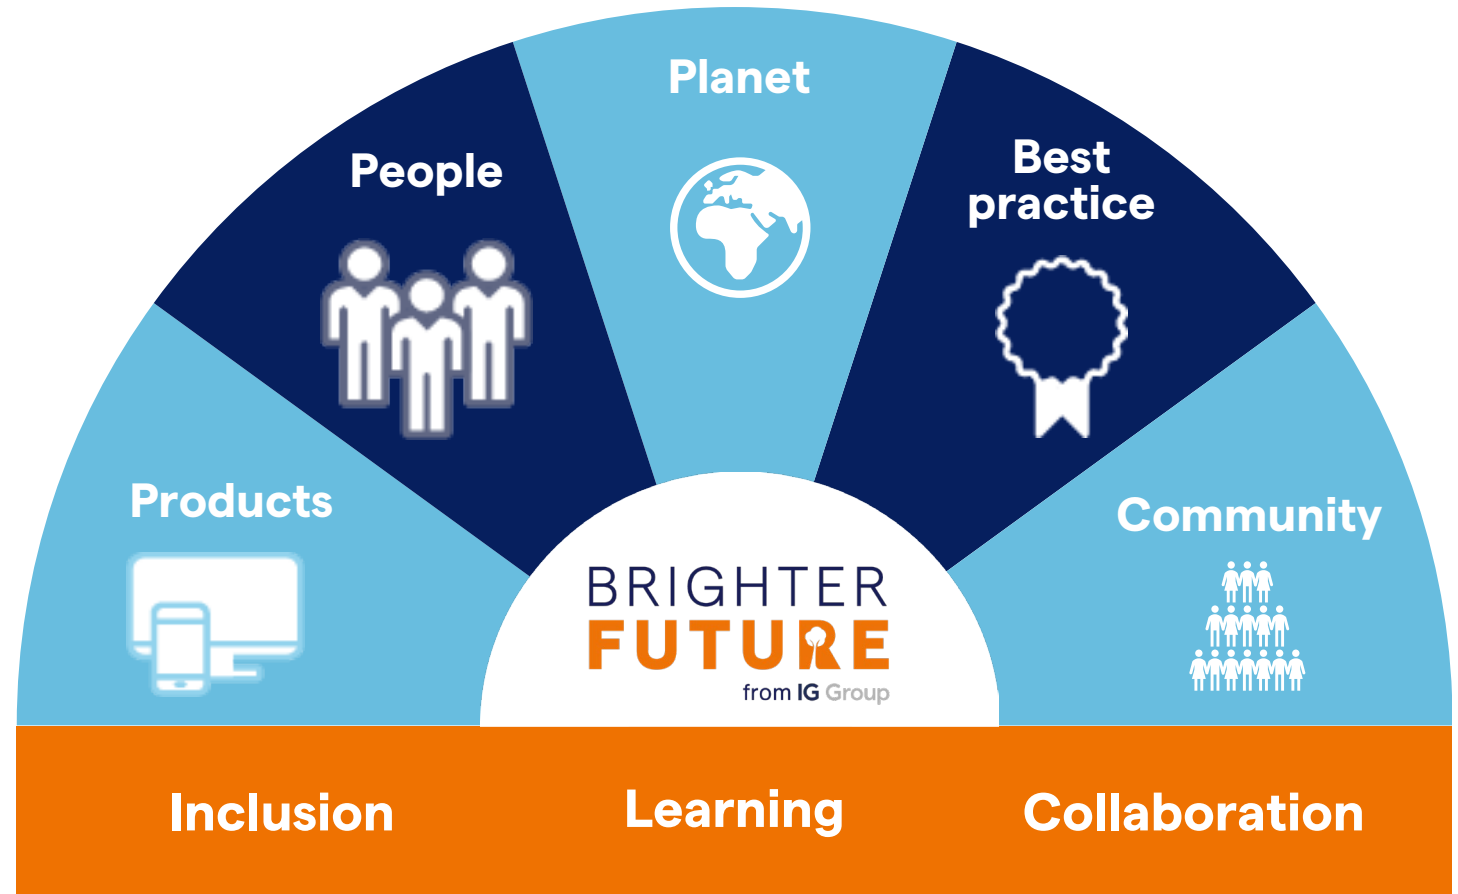 Planet
People
Best
practice
Products
Community
BRIGHTER
FUTURE
from IG Group
Inclusion
Learning
Collaboration